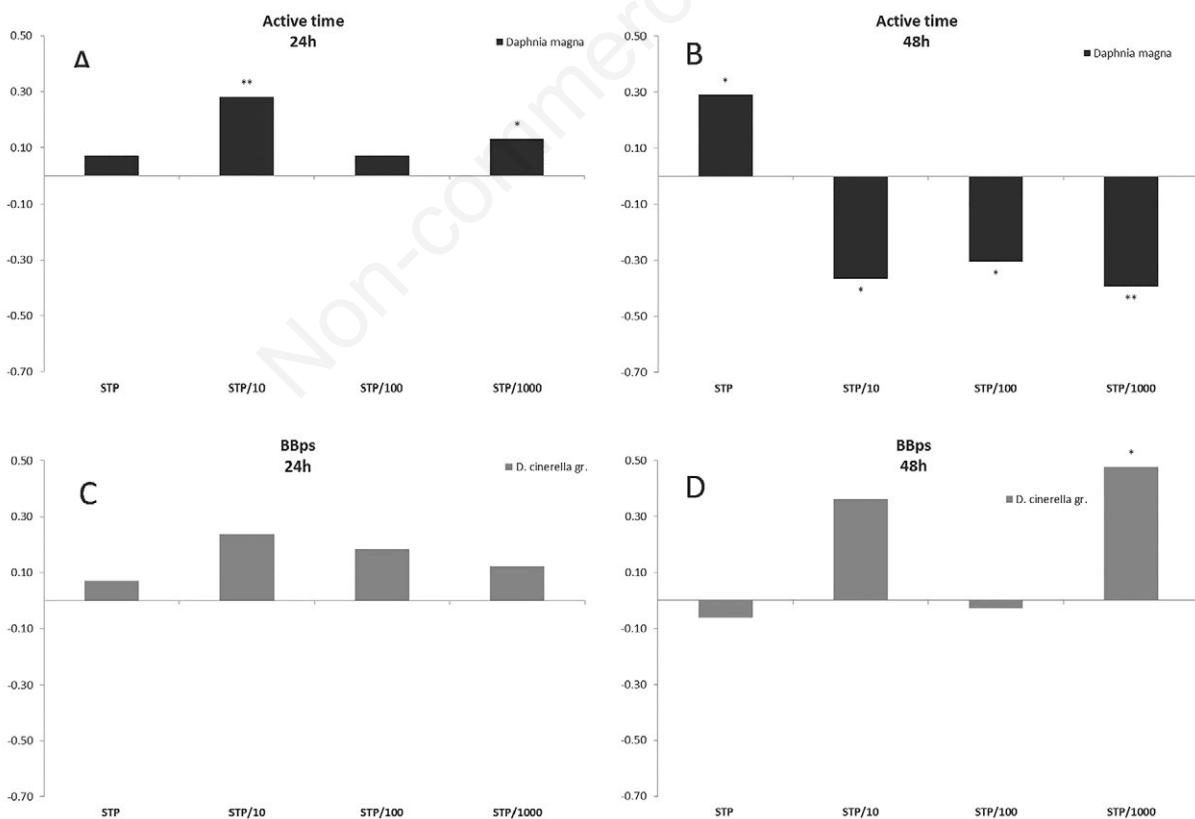 Active time
24h
Daphnia magna
A
0.50
0.30
0.10
-0.10
-0.30
-0.50
-0.70
**
*
STP
STP/10
STP/100
STP/1000
Active time
48h
Daphnia magna
B
0.50
0.30
0.10
-0.10
-0.30
-0.50
-0.70
*
*
*
**
STP
STP/10
STP/100
STP/1000
BBps
24h
D. cinerella gr.
C
0.50
0.30
0.10
-0.10
-0.30
-0.50
-0.70
STP
STP/10
STP/100
STP/1000
BBps
48h
D. cinerella gr.
D
0.50
0.30
0.10
-0.10
-0.30
-0.50
-0.70
*
STP
STP/10
STP/100
STP/1000
Non-commerc